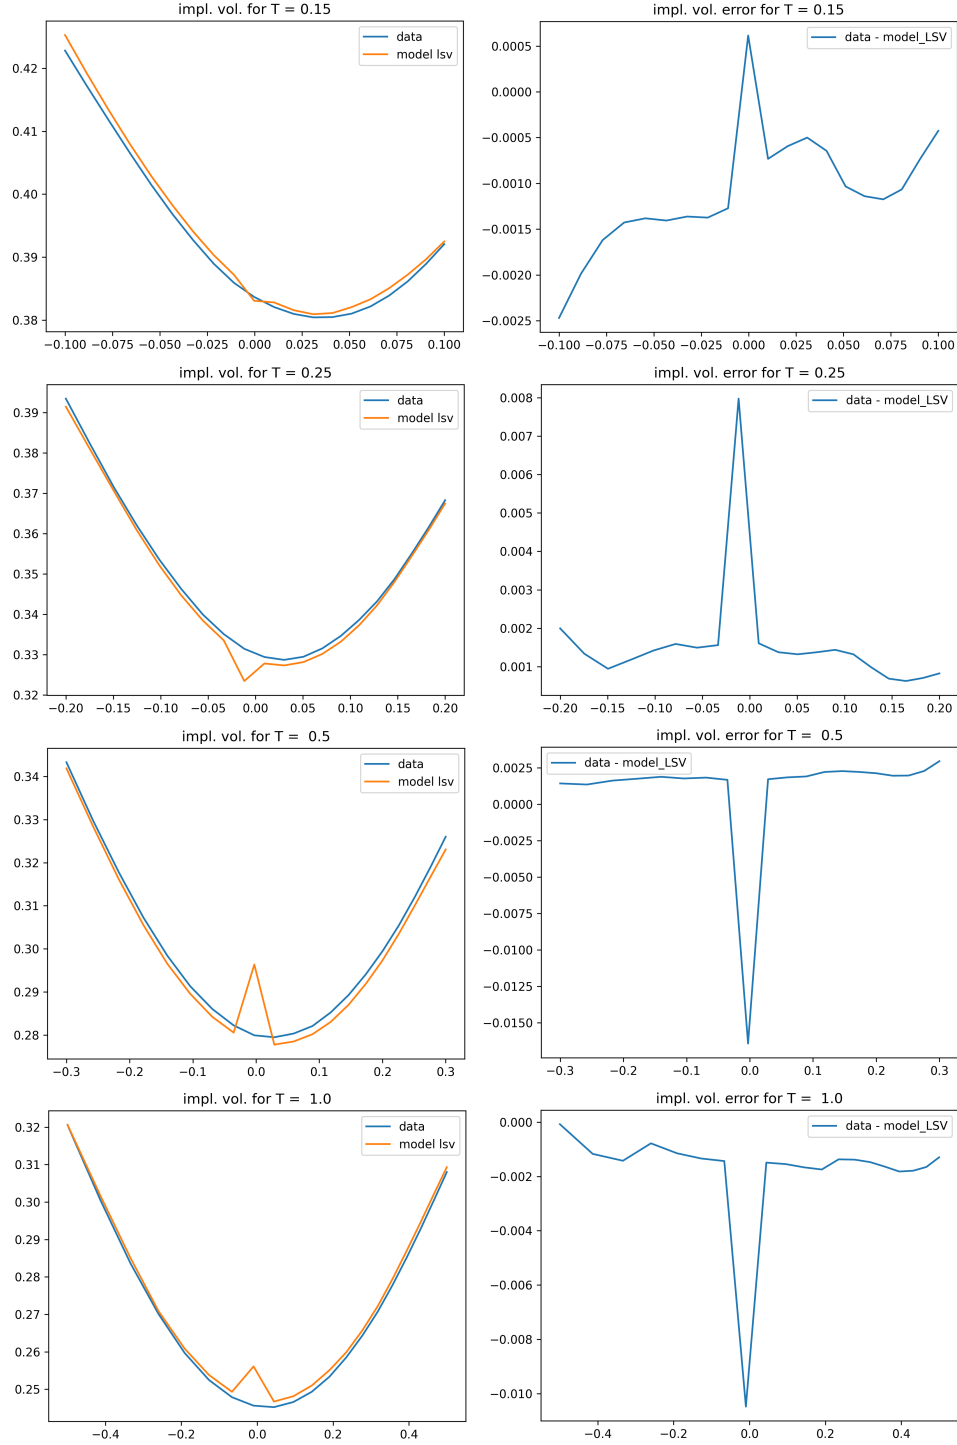 impl. vol. for T = 0.15
data
model lsv
0.42
0.41
0.40
0.39
0.38
−0.100 −0.075 −0.050 −0.025 0.000 0.025 0.050 0.075 0.100
impl. vol. error for T = 0.15
data - model_LSV
0.0005
0.0000
−0.0005
−0.0010
−0.0015
−0.0020
−0.0025
−0.100 −0.075 −0.050 −0.025 0.000 0.025 0.050 0.075 0.100
impl. vol. for T = 0.25
data
model lsv
0.39
0.38
0.37
0.36
0.35
0.34
0.33
0.32
−0.20 −0.15 −0.10 −0.05 0.00 0.05 0.10 0.15 0.20
impl. vol. error for T = 0.25
data - model_LSV
0.008
0.007
0.006
0.005
0.004
0.003
0.002
0.001
−0.20 −0.15 −0.10 −0.05 0.00 0.05 0.10 0.15 0.20
impl. vol. for T =  0.5
data
model lsv
0.34
0.33
0.32
0.31
0.30
0.29
0.28
−0.3 −0.2 −0.1 0.0 0.1 0.2 0.3
impl. vol. error for T =  0.5
data - model_LSV
0.0025
0.0000
−0.0025
−0.0050
−0.0075
−0.0100
−0.0125
−0.0150
−0.3 −0.2 −0.1 0.0 0.1 0.2 0.3
impl. vol. for T =  1.0
data
model lsv
0.32
0.31
0.30
0.29
0.28
0.27
0.26
0.25
−0.4 −0.2 0.0 0.2 0.4
impl. vol. error for T =  1.0
data - model_LSV
0.000
−0.002
−0.004
−0.006
−0.008
−0.010
−0.4 −0.2 0.0 0.2 0.4